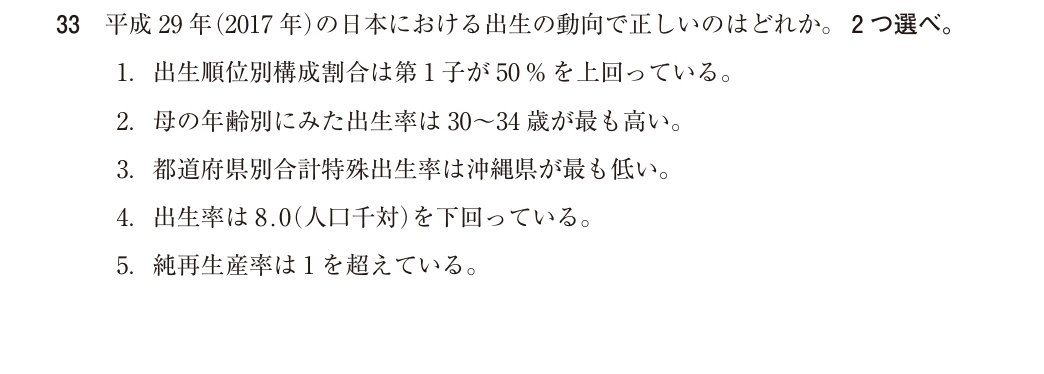 33 平成 29 年(2017 年)の日本における出生の動向で正しいのはどれか。 2 つ選べ。
1. 出生順位別構成割合は第 1 子が 50 % を上回っている。
2. 母の年齢別にみた出生率は 30〜34 歳が最も高い。
3. 都道府県別合計特殊出生率は沖縄県が最も低い。
4. 出生率は 8.0(人口千対)を下回っている。
5. 純再生産率は 1 を超えている。